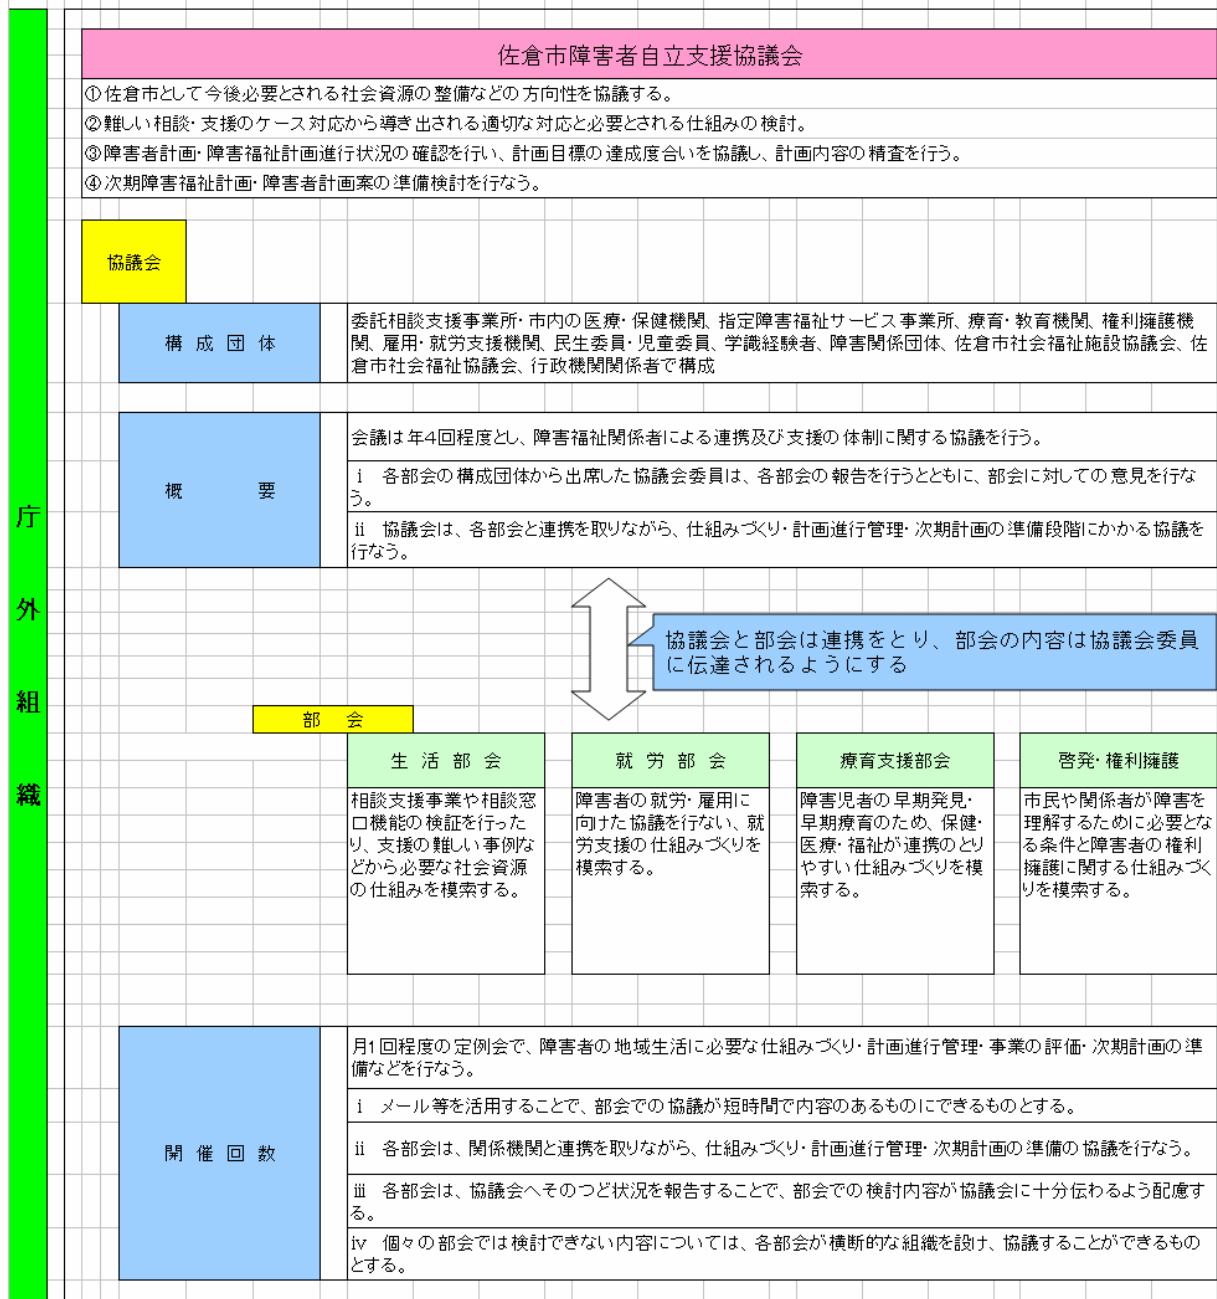 佐倉市障害者自立支援協議会
①佐倉市として今後必要とされる社会資源の整備などの方向性を協議する。
②難しい相談・支援のケース対応から導き出される適切な対応と必要とされる仕組みの検討。
③障害者計画・障害福祉計画進行状況の確認を行い、計画目標の達成度合いを協議し、計画内容の精査を行う。
④次期障害福祉計画・障害者計画案の準備検討を行なう。
協議会
構成団体
委託相談支援事業所・市内の医療・保健機関、指定障害福祉サービス事業所、療育・教育機関、権利擁護機
関、雇用・就労支援機関、民生委員・児童委員、学識経験者、障害関係団体、佐倉市社会福祉施設協議会、佐
倉市社会福祉協議会、行政機関関係者で構成
概要
会議は年4回程度とし、障害福祉関係者による連携及び支援の体制に関する協議を行う。
ⅰ 各部会の構成団体から出席した協議会委員は、各部会の報告を行うとともに、部会に対しての意見を行な
う。
ⅱ 協議会は、各部会と連携を取りながら、仕組みづくり・計画進行管理・次期計画の準備段階にかかる協議を
行なう。
庁外組織
協議会と部会は連携をとり、部会の内容は協議会委員
に伝達されるようにする
部会
生活部会
相談支援事業や相談窓
口機能の検証を行った
り、支援の難しい事例な
どから必要な社会資源
の仕組みを模索する。
就労部会
障害者の就労・雇用に
向けた協議を行ない、就
労支援の仕組みづくりを
模索する。
療育支援部会
障害児者の早期発見・
早期療育のため、保健・
医療・福祉が連携のとり
やすい仕組みづくりを模
索する。
啓発・権利擁護
市民や関係者が障害を
理解するために必要とな
る条件と障害者の権利
擁護に関する仕組みづく
りを模索する。
開催回数
月1回程度の定例会で、障害者の地域生活に必要な仕組みづくり・計画進行管理・事業の評価・次期計画の準
備などを行なう。
ⅰ メール等を活用することで、部会での協議が短時間で内容のあるものにできるものとする。
ⅱ 各部会は、関係機関と連携を取りながら、仕組みづくり・計画進行管理・次期計画の準備の協議を行なう。
ⅲ 各部会は、協議会へそのつど状況を報告することで、部会での検討内容が協議会に十分伝わるよう配慮す
る。
ⅳ 個々の部会では検討できない内容については、各部会が横断的な組織を設け、協議することができるもの
とする。